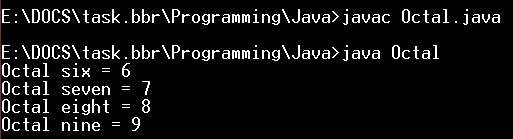 E:\DOCS\task.bbr\Programming\Java>javac Octal.java
E:\DOCS\task.bbr\Programming\Java>java Octal
Octal six = 6
Octal seven = 7
Octal eight = 8
Octal nine = 9